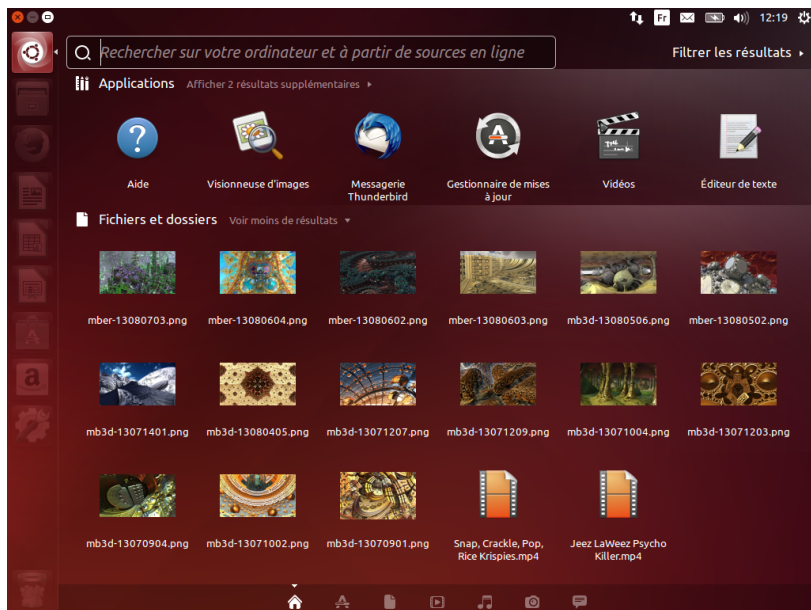 Fr
12:19
Rechercher sur votre ordinateur et à partir de sources en ligne
Filtrer les résultats
Applications
Afficher 2 résultats supplémentaires
Aide
Visionneuse d'images
Messagerie
Thunderbird
Gestionnaire de mises
à jour
Vidéos
Éditeur de texte
Fichiers et dossiers
Voir moins de résultats
mber-13080703.png
mber-13080604.png
mber-13080602.png
mber-13080603.png
mb3d-13080506.png
mber-13080502.png
mb3d-13071401.png
mb3d-13080405.png
mb3d-13071207.png
mb3d-13071209.png
mb3d-13071004.png
mb3d-13071203.png
mb3d-13070904.png
mb3d-13071002.png
mb3d-13070901.png
Snap, Crackle, Pop,
Rice Krispies.mp4
Jeez LaWeez Psycho
Killer.mp4